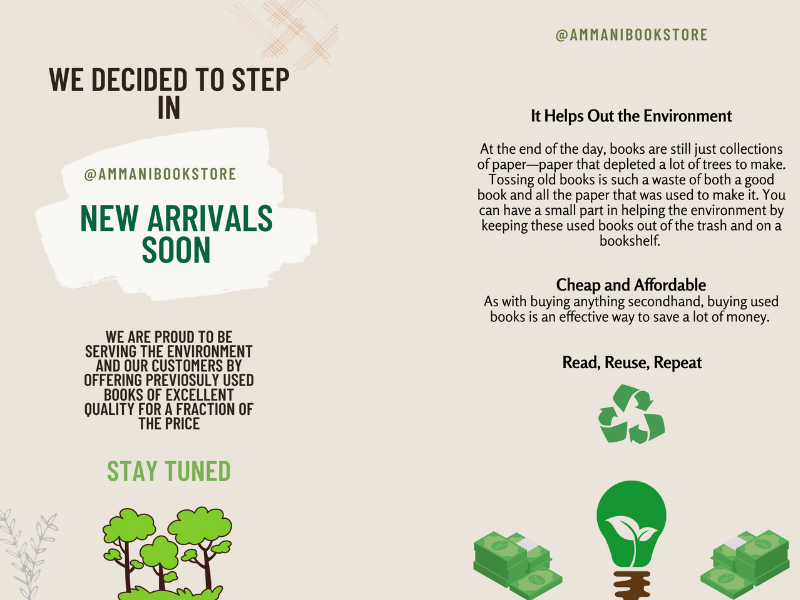 WE DECIDED TO STEP
IN
@AMMANIBOOKSTORE
NEW ARRIVALS
SOON
WE ARE PROUD TO BE
SERVING THE ENVIRONMENT
AND OUR CUSTOMERS BY
OFFERING PREVIOSULY USED
BOOKS OF EXCELLENT
QUALITY FOR A FRACTION OF
THE PRICE
STAY TUNED
@AMMANIBOOKSTORE
It Helps Out the Environment
At the end of the day, books are still just collections
of paper—paper that depleted a lot of trees to make.
Tossing old books is such a waste of both a good
book and all the paper that was used to make it. You
can have a small part in helping the environment by
keeping these used books out of the trash and on a
bookshelf.
Cheap and Affordable
As with buying anything secondhand, buying used
books is an effective way to save a lot of money.
Read, Reuse, Repeat